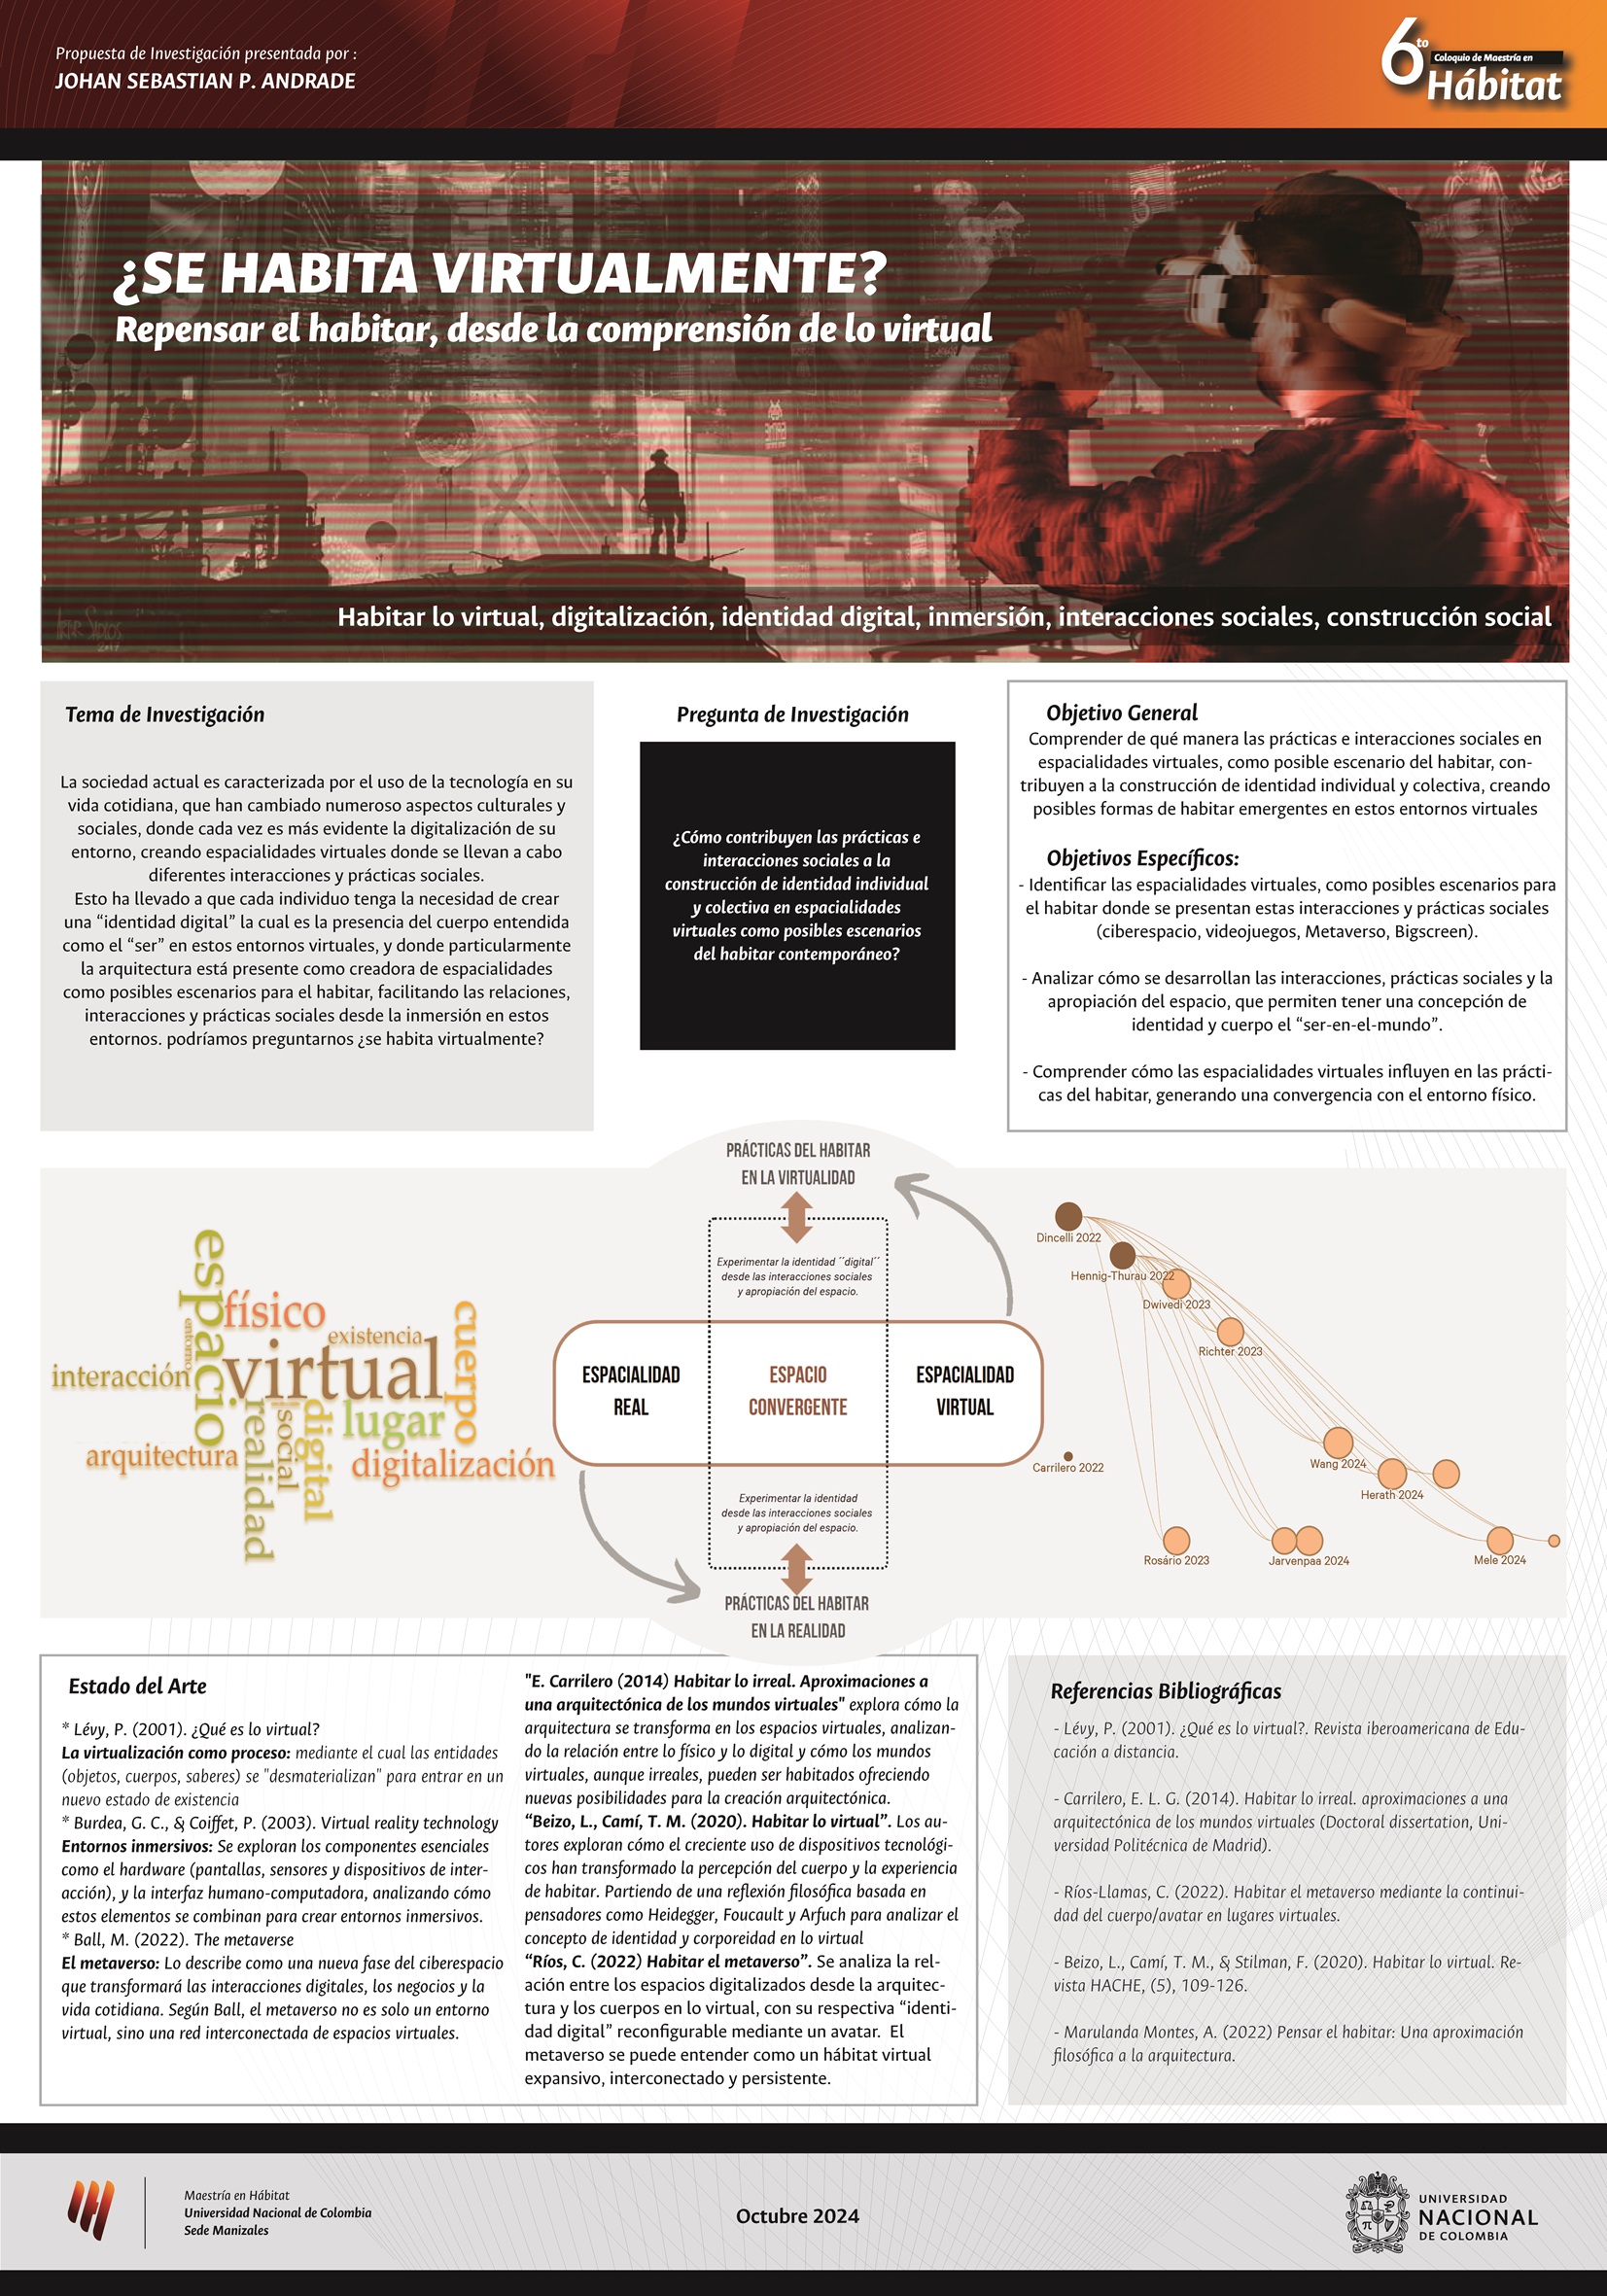 Propuesta de Investigación presentada por :
JOHAN SEBASTIAN P. ANDRADE
6to
Coloquio de Maestría en
Hábitat
¿SE HABITA VIRTUALMENTE?
Repensar el habitar, desde la comprensión de lo virtual
Habitar lo virtual, digitalización, identidad digital, inmersión, interacciones sociales, construcción social
Tema de Investigación
La sociedad actual es caracterizada por el uso de la tecnología en su
vida cotidiana, que han cambiado numeroso aspectos culturales y
sociales, donde cada vez es más evidente la digitalización de su
entorno, creando espacialidades virtuales donde se llevan a cabo
diferentes interacciones y prácticas sociales.
Esto ha llevado a que cada individuo tenga la necesidad de crear
una “identidad digital” la cual es la presencia del cuerpo entendida
como el “ser” en estos entornos virtuales, y donde particularmente
la arquitectura está presente como creadora de espacialidades
como posibles escenarios para el habitar, facilitando las relaciones,
interacciones y prácticas sociales desde la inmersión en estos
entornos. podríamos preguntarnos ¿se habita virtualmente?
Pregunta de Investigación
¿Cómo contribuyen las prácticas e
interacciones sociales a la
construcción de identidad individual
y colectiva en espacialidades
virtuales como posibles escenarios
del habitar contemporáneo?
Objetivo General
Comprender de qué manera las prácticas e interacciones sociales en
espacialidades virtuales, como posible escenario del habitar, con-
tribuyen a la construcción de identidad individual y colectiva, creando
posibles formas de habitar emergentes en estos entornos virtuales
Objetivos Específicos:
- Identificar las espacialidades virtuales, como posibles escenarios para
el habitar donde se presentan estas interacciones y prácticas sociales
(ciberespacio, videojuegos, Metaverso, Bigscreen).
- Analizar cómo se desarrollan las interacciones, prácticas sociales y la
apropiación del espacio, que permiten tener una concepción de
identidad y cuerpo el “ser-en-el-mundo”.
- Comprender cómo las espacialidades virtuales influyen en las prácti-
cas del habitar, generando una convergencia con el entorno físico.
espacio
físico
entorno
existencia
cuerpo
interacción
virtual
realidad
social
digital
lugar
arquitectura
digitalización
PRÁCTICAS DEL HABITAR
EN LA VIRTUALIDAD
Experimentar la identidad ´´digital´´
desde las interacciones sociales
y apropiación del espacio.
ESPACIALIDAD
REAL
ESPACIO
CONVERGENTE
ESPACIALIDAD
VIRTUAL
Experimentar la identidad
desde las interacciones sociales
y apropiación del espacio.
PRÁCTICAS DEL HABITAR
EN LA REALIDAD
Dincelli 2022
Hennig-Thurau 2022
Dwivedi 2023
Richter 2023
Wang 2024
Carrilero 2022
Herath 2024
Rosário 2023
Jarvenpaa 2024
Mele 2024
Estado del Arte
* Lévy, P. (2001). ¿Qué es lo virtual?
La virtualización como proceso: mediante el cual las entidades
(objetos, cuerpos, saberes) se "desmaterializan" para entrar en un
nuevo estado de existencia
* Burdea, G. C., & Coiffet, P. (2003). Virtual reality technology
Entornos inmersivos: Se exploran los componentes esenciales
como el hardware (pantallas, sensores y dispositivos de inter-
acción), y la interfaz humano-computadora, analizando cómo
estos elementos se combinan para crear entornos inmersivos.
* Ball, M. (2022). The metaverse
El metaverso: Lo describe como una nueva fase del ciberespacio
que transformará las interacciones digitales, los negocios y la
vida cotidiana. Según Ball, el metaverso no es solo un entorno
virtual, sino una red interconectada de espacios virtuales.
"E. Carrilero (2014) Habitar lo irreal. Aproximaciones a
una arquitectónica de los mundos virtuales" explora cómo la
arquitectura se transforma en los espacios virtuales, analizan-
do la relación entre lo físico y lo digital y cómo los mundos
virtuales, aunque irreales, pueden ser habitados ofreciendo
nuevas posibilidades para la creación arquitectónica.
“Beizo, L., Camí, T. M. (2020). Habitar lo virtual”. Los au-
tores exploran cómo el creciente uso de dispositivos tecnológi-
cos han transformado la percepción del cuerpo y la experiencia
de habitar. Partiendo de una reflexión filosófica basada en
pensadores como Heidegger, Foucault y Arfuch para analizar el
concepto de identidad y corporeidad en lo virtual
“Ríos, C. (2022) Habitar el metaverso”. Se analiza la rel-
ación entre los espacios digitalizados desde la arquitec-
tura y los cuerpos en lo virtual, con su respectiva “identi-
dad digital” reconfigurable mediante un avatar. El
metaverso se puede entender como un hábitat virtual
expansivo, interconectado y persistente.
Referencias Bibliográficas
- Lévy, P. (2001). ¿Qué es lo virtual?. Revista iberoamericana de Edu-
cación a distancia.
- Carrilero, E. L. G. (2014). Habitar lo irreal. aproximaciones a una
arquitectónica de los mundos virtuales (Doctoral dissertation, Uni-
versidad Politécnica de Madrid).
- Ríos-Llamas, C. (2022). Habitar el metaverso mediante la continui-
dad del cuerpo/avatar en lugares virtuales.
- Beizo, L., Camí, T. M., & Stilman, F. (2020). Habitar lo virtual. Re-
vista HACHE, (5), 109-126.
- Marulanda Montes, A. (2022) Pensar el habitar: Una aproximación
filosófica a la arquitectura.
Maestría en Hábitat
Universidad Nacional de Colombia
Sede Manizales
Octubre 2024
UNIVERSIDAD
NACIONAL
DE COLOMBIA